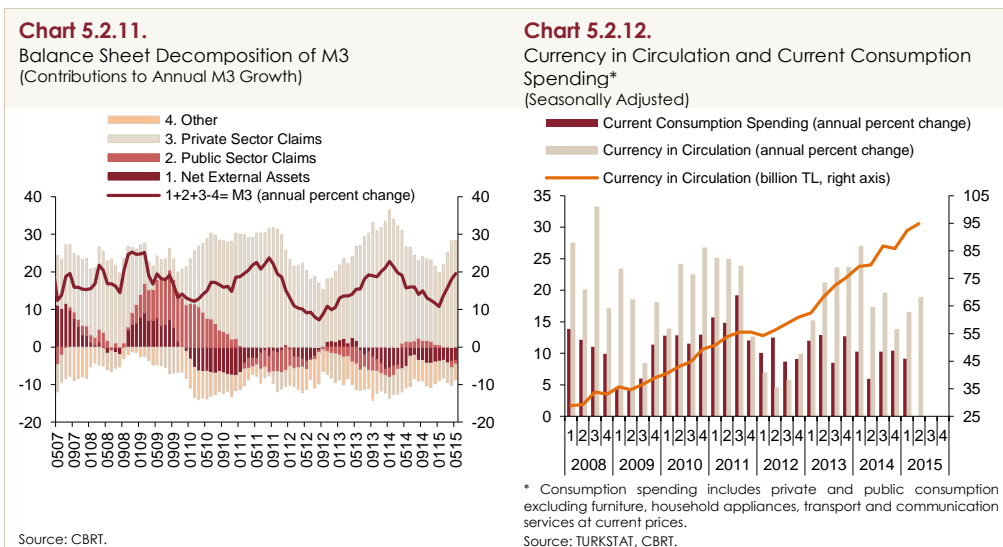 Chart 5.2.11.
Balance Sheet Decomposition of M3
(Contributions to Annual M3 Growth)
4. Other
3. Private Sector Claims
2. Public Sector Claims
1. Net External Assets
1+2+3-4= M3 (annual percent change)
40 40
30 30
20 20
10 10
0 0
-10 -10
-20 -20
0507 0907 0108 0508 0908 0109 0509 0909 0110 0510 0910 0111 0511 0911 0112 0512 0912 0113 0513 0913 0114 0514 0914 0115 0515
Source: CBRT.
Chart 5.2.12.
Currency in Circulation and Current Consumption
Spending*
(Seasonally Adjusted)
Current Consumption Spending (annual percent change)
Currency in Circulation (annual percent change)
Currency in Circulation (billion TL, right axis)
35 105
30 95
25 85
20 75
15 65
10 55
5 45
0 35
25
1 2 3 4 1 2 3 4 1 2 3 4 1 2 3 4 1 2 3 4 1 2 3 4 1 2 3 4 1 2 3 4
2008 2009 2010 2011 2012 2013 2014 2015
* Consumption spending includes private and public consumption
excluding furniture, household appliances, transport and communication
services at current prices.
Source: TURKSTAT, CBRT.